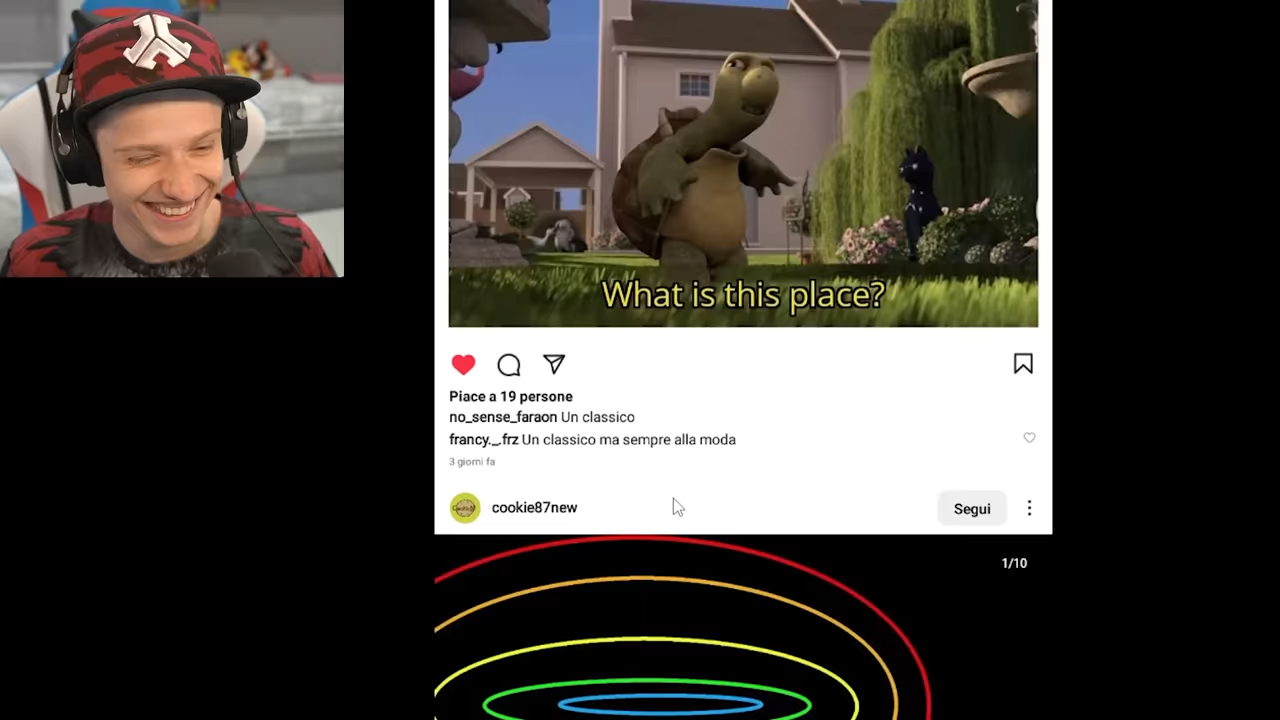 What is this place?
Piace a 19 persone
no_sense_faraon Un classico
francy._.frz Un classico ma sempre alla moda
3 giorni fa
cookie87new
Segui
1/10